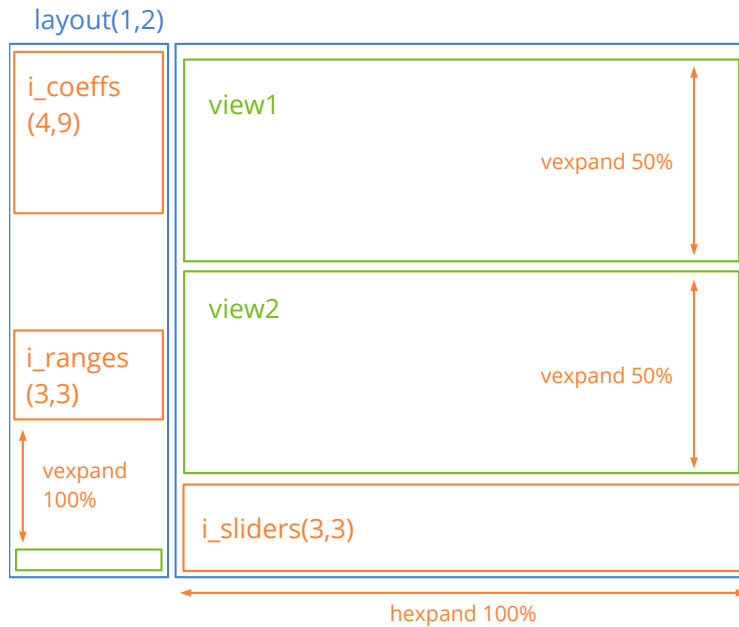 layout(1,2)
i_coeffs
(4,9)
view1
vexpand 50%
view2
i_ranges
(3,3)
vexpand 50%
vexpand
100%
i_sliders(3,3)
hexpand 100%